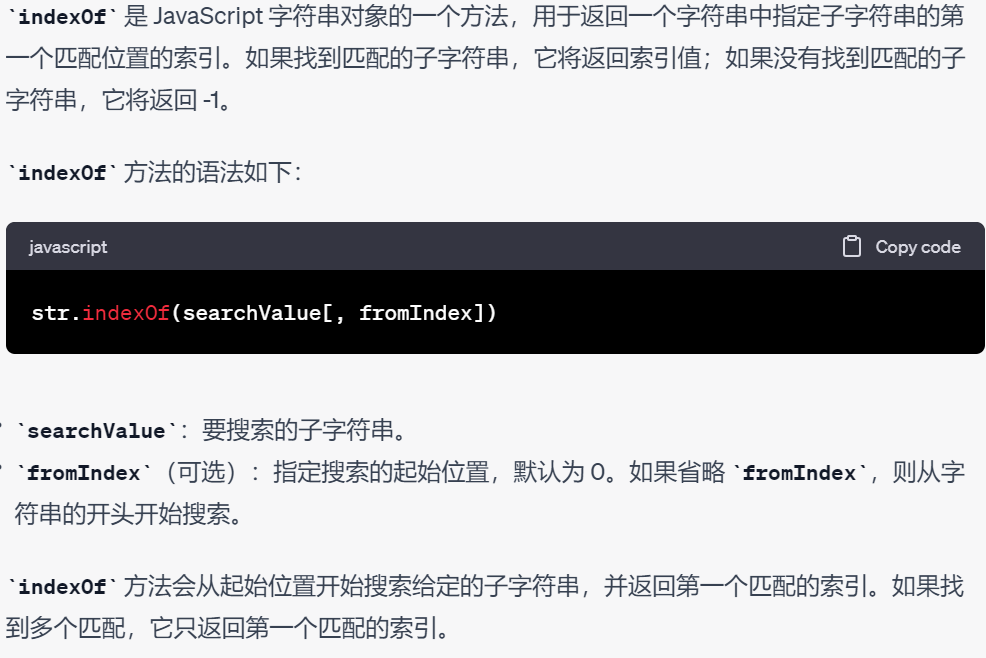 `indexOf` 是 JavaScript 字符串对象的一个方法，用于返回一个字符串中指定子字符串的第
一个匹配位置的索引。如果找到匹配的子字符串，它将返回索引值；如果没有找到匹配的子
字符串，它将返回 -1。
`indexOf` 方法的语法如下：
javascript
Copy code
str.indexOf(searchValue[, fromIndex])
`searchValue`：要搜索的子字符串。
`fromIndex`（可选）：指定搜索的起始位置，默认为 0。如果省略 `fromIndex`，则从字
符串的开头开始搜索。
`indexOf` 方法会从起始位置开始搜索给定的子字符串，并返回第一个匹配的索引。如果找
到多个匹配，它只返回第一个匹配的索引。